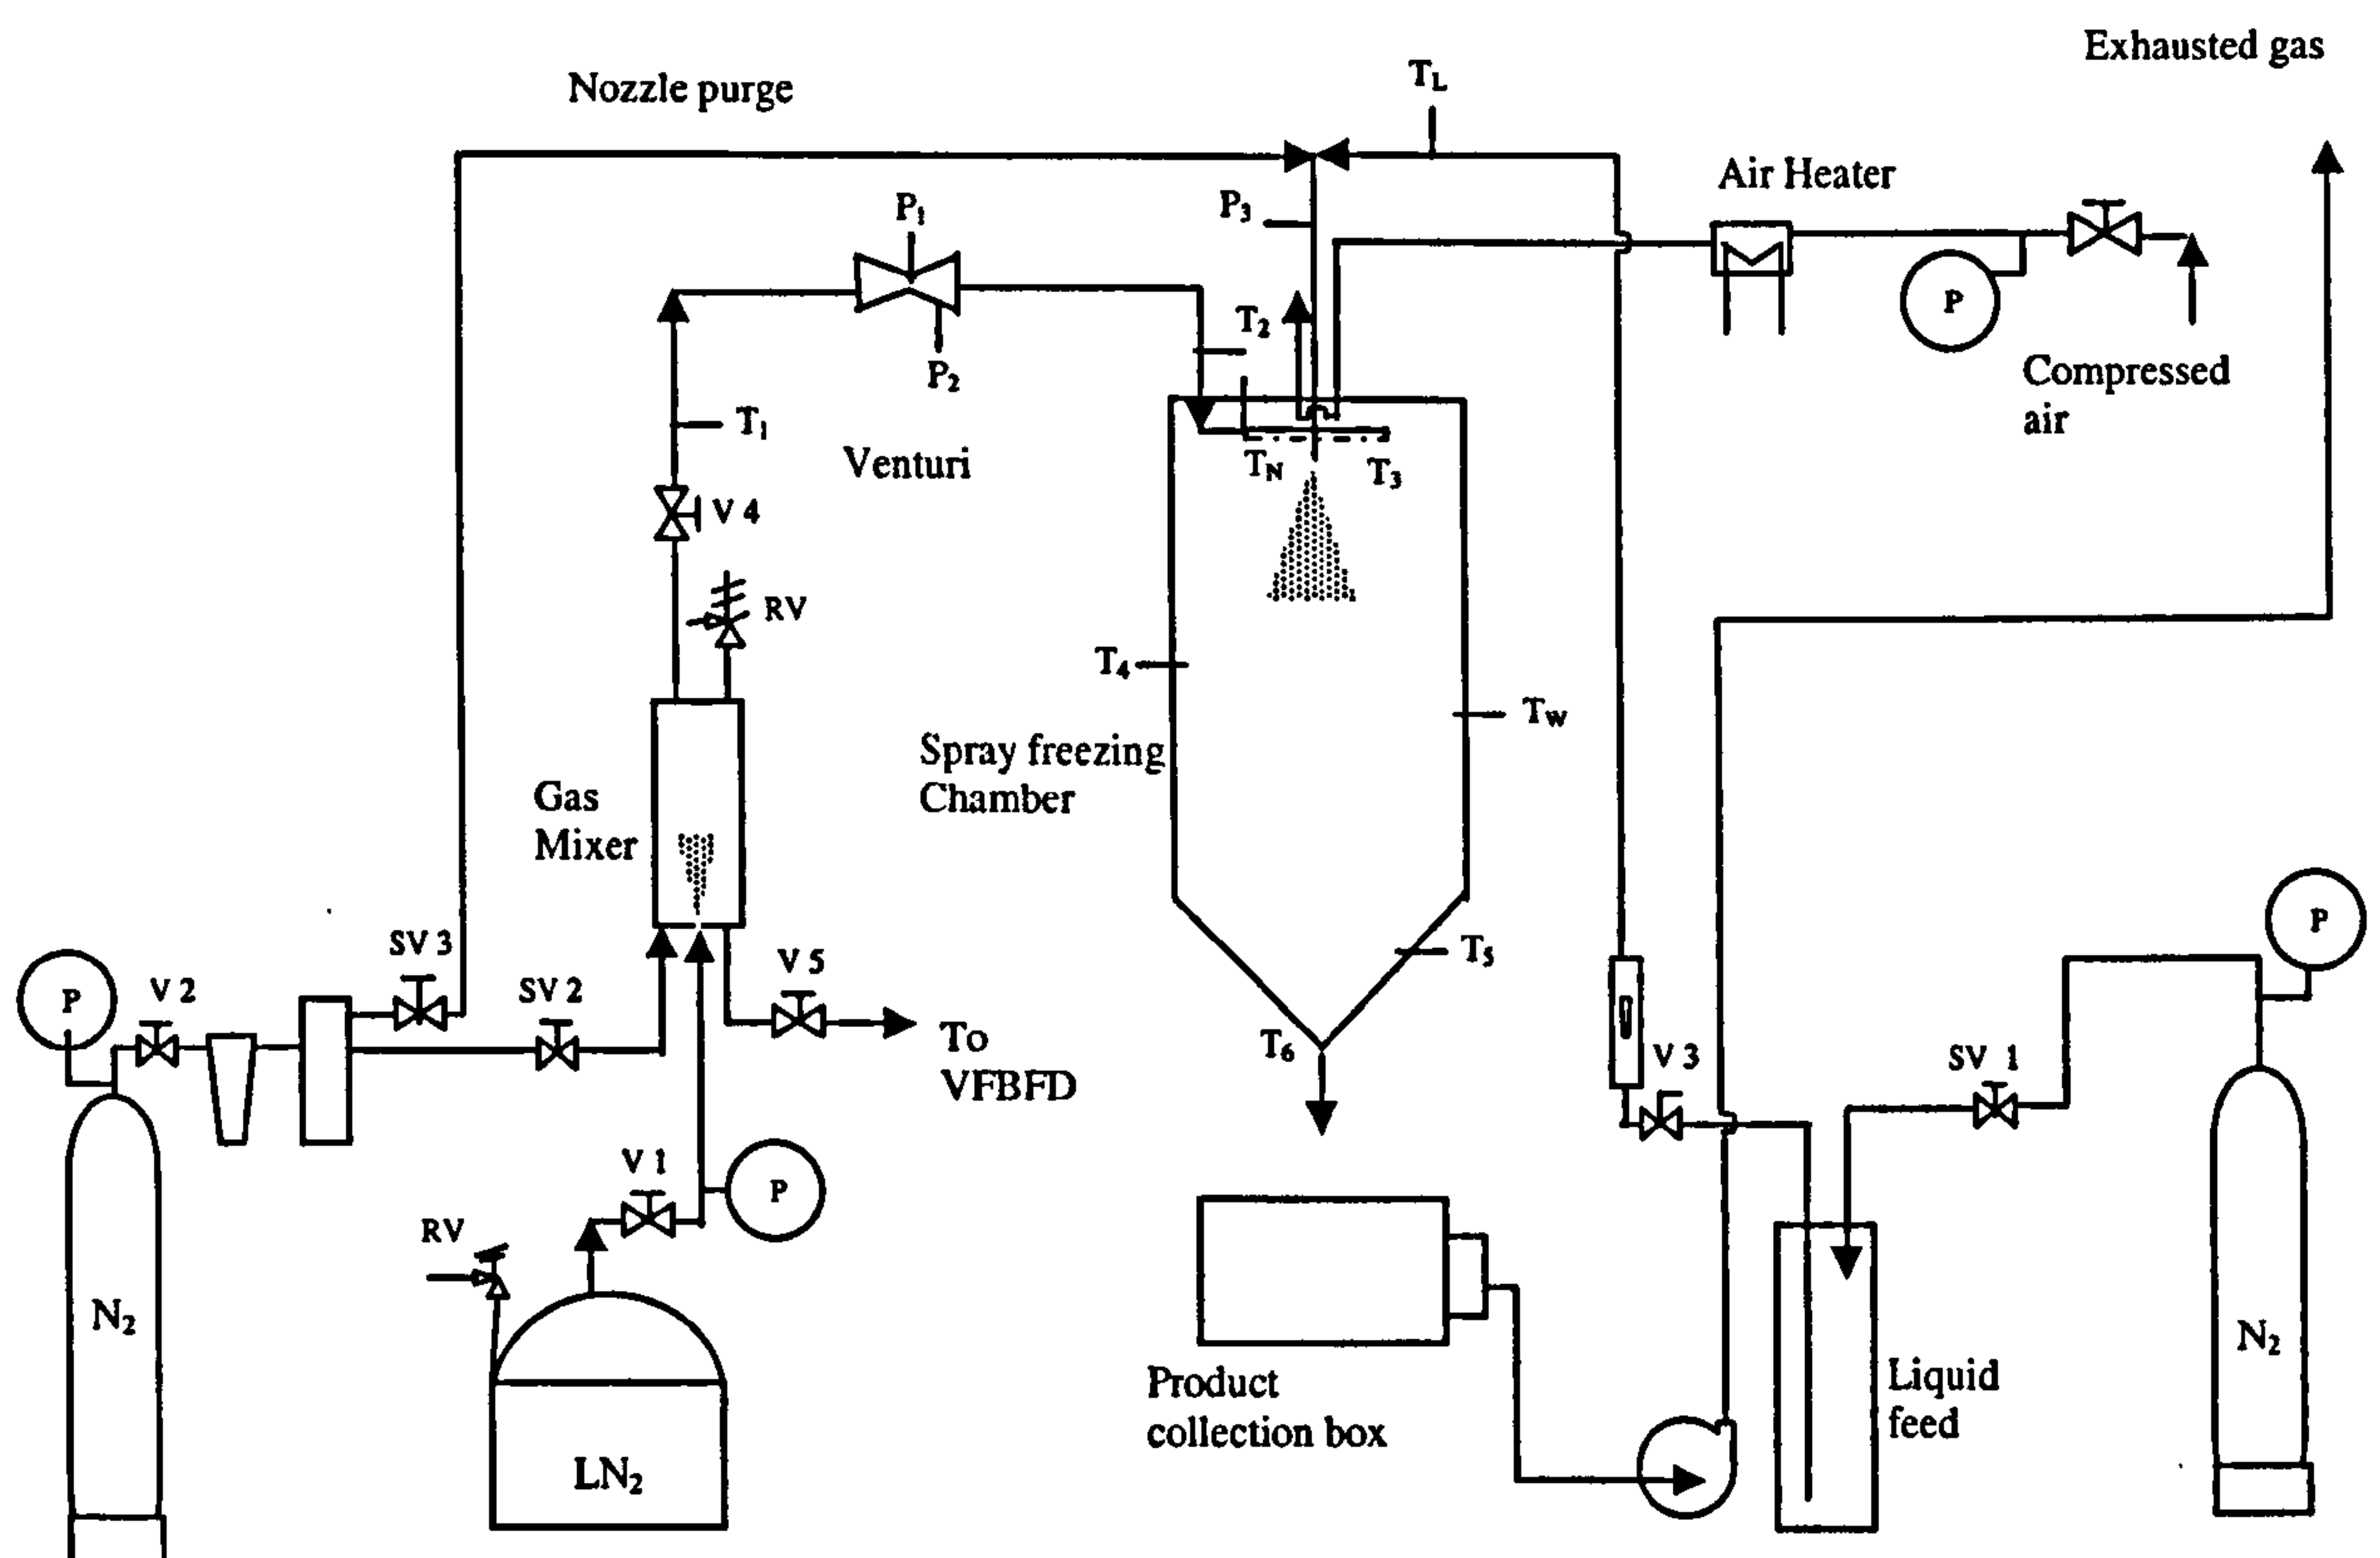 Exhausted gas
Nozzle purge
TL
Air Heater
P1
P3
P
T2
P2
Compressed
air
T1
Venturi
TN
T3
V 4
RV
T4
TW
Spray freezing
Chamber
Gas
Mixer
P
SV 3
T5
V 5
SV 2
P
V 2
To
VFBFD
T6
V 3
SV 1
V 1
P
RV
N2
N2
Liquid
feed
Product
collection box
LN2